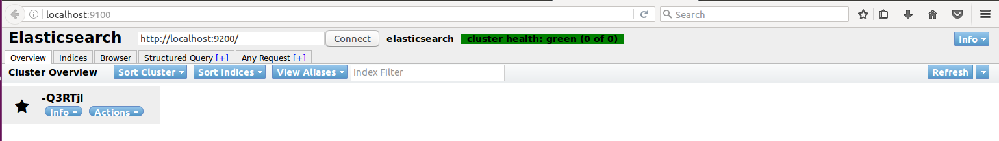 localhost:9100
Search
Elasticsearch http://localhost:9200/ Connect elasticsearch cluster health: green (0 of 0) Info
Overview Indices Browser Structured Query [+] Any Request [+]
Cluster Overview Sort Cluster Sort Indices View Aliases Index Filter Refresh
-Q3RTjl
Info Actions